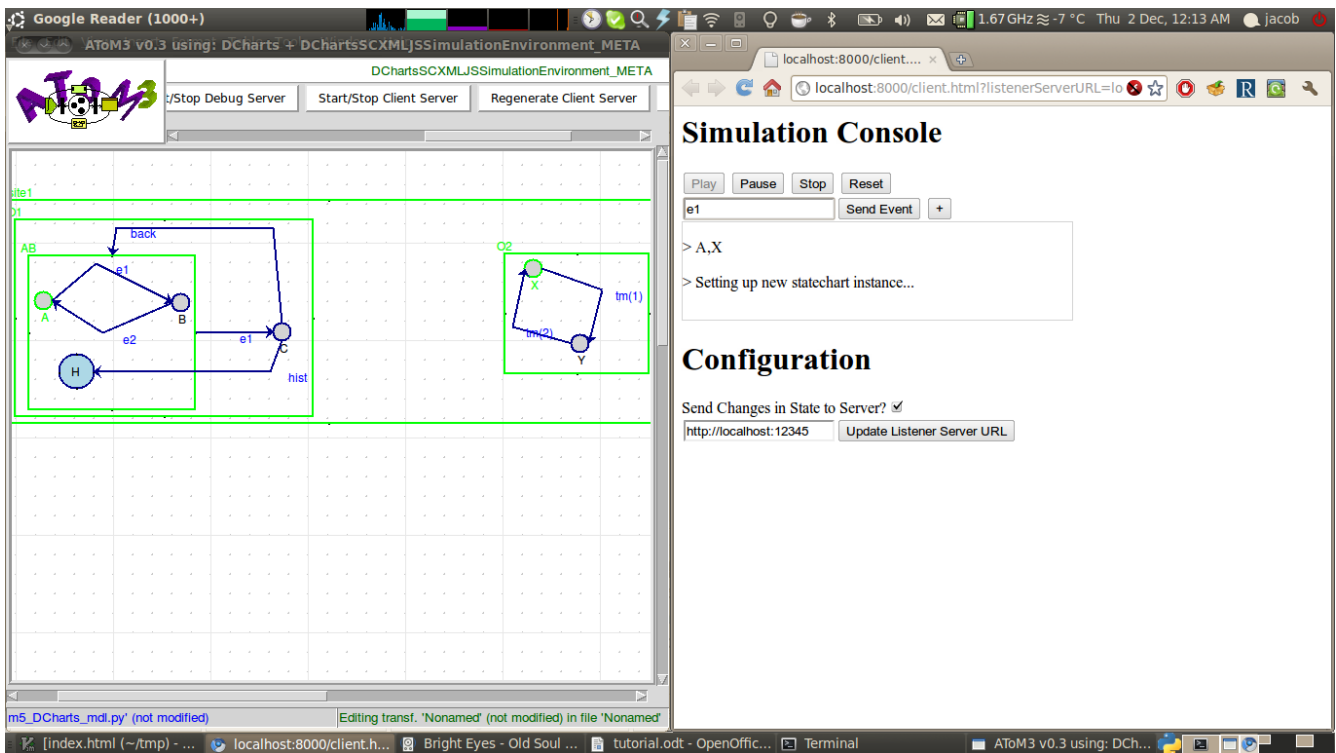 Google Reader (1000+)
1.67 GHz ≈ -7 °C Thu 2 Dec, 12:13 AM jacob
AToM3 v0.3 using: DCharts + DChartsSCXMLJSSimulationEnvironment_META
DChartsSCXMLJSSimulationEnvironment_META
t/Stop Debug Server Start/Stop Client Server Regenerate Client Server
site1
O1
back
AB
e1
A
B
e2
e1
C
H
hist
O2
X
tm(1)
tm(2)
Y
m5_DCharts_mdl.py' (not modified)
Editing transf. 'Nonamed' (not modified) in file 'Nonamed'
localhost:8000/client....
localhost:8000/client.html?listenerServerURL=lo
Simulation Console
Play Pause Stop Reset
e1 Send Event +
> A,X
> Setting up new statechart instance...
Configuration
Send Changes in State to Server?
http://localhost:12345 Update Listener Server URL
[index.html (~/tmp) - ... localhost:8000/client.h... Bright Eyes - Old Soul ... tutorial.odt - OpenOffic... Terminal AToM3 v0.3 using: DCh...